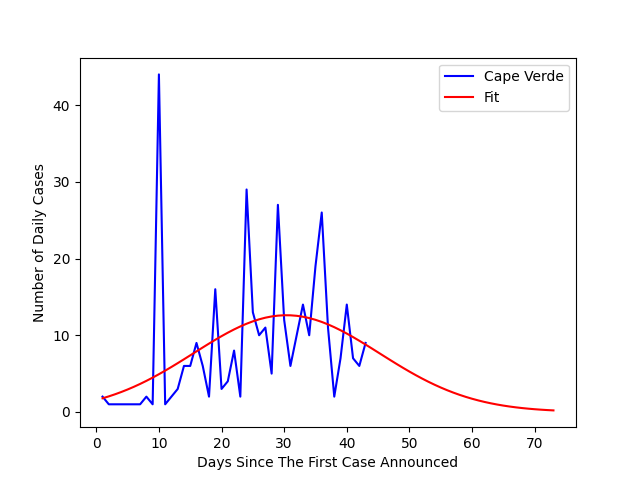 Cape Verde
Fit
40
30
20
10
0
Number of Daily Cases
0 10 20 30 40 50 60 70
Days Since The First Case Announced